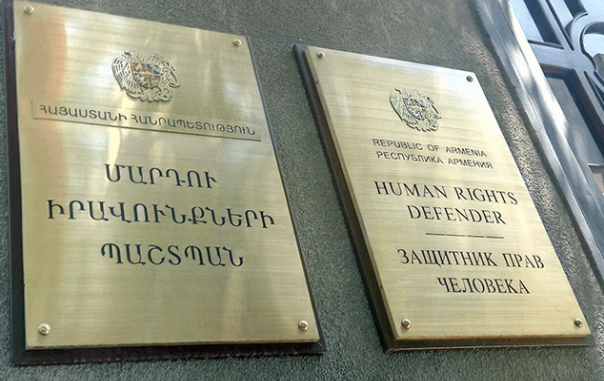 ՀԱՅԱՍՏԱՆԻ ՀԱՆՐԱՊԵՏՈՒԹՅՈՒՆ
ՄԱՐԴՈՒ
ԻՐԱՎՈՒՆՔՆԵՐԻ
ՊԱՇՏՊԱՆ
REPUBLIC OF ARMENIA
РЕСПУБЛИКА АРМЕНИЯ
HUMAN RIGHTS
DEFENDER
ЗАЩИТНИК ПРАВ
ЧЕЛОВЕКА